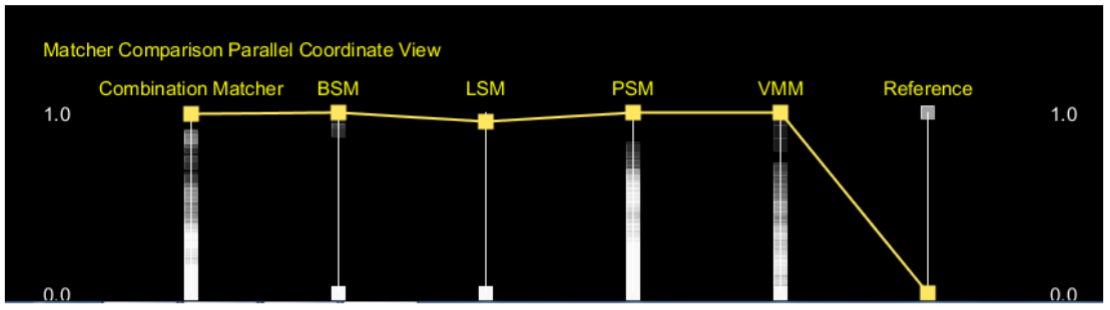 Matcher Comparison Parallel Coordinate View
Combination Matcher BSM LSM PSM VMM Reference
1.0 1.0
0.0 0.0